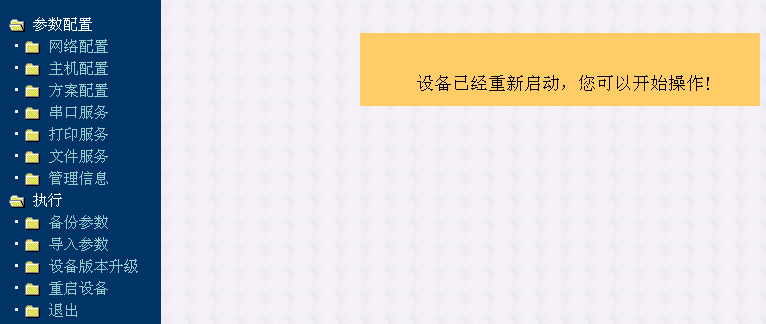 参数配置
网络配置
主机配置
方案配置
串口服务
打印服务
文件服务
管理信息
执行
备份参数
导入参数
设备版本升级
重启设备
退出
设备已经重新启动，您可以开始操作!